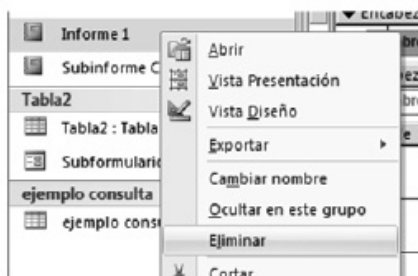 Informe 1
Subinforme C
Tabla2
Tabla2 : Tabla
Subformulario
ejemplo consulta
ejemplo cons
Abrir
Vista Presentación
Vista Diseño
Exportar
Cambiar nombre
Ocultar en este grupo
Eliminar
Cortar